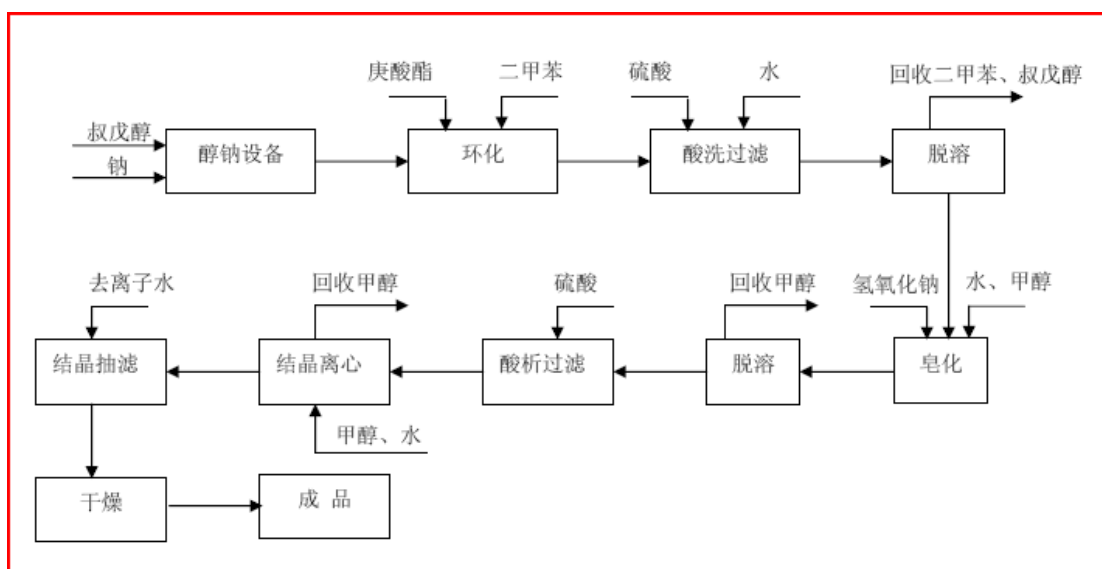 庚酸酯
二甲苯
硫酸
水
回收二甲苯、叔戊醇
叔戊醇
钠
醇钠设备
环化
酸洗过滤
脱溶
去离子水
回收甲醇
硫酸
回收甲醇
氢氧化钠
水、甲醇
结晶抽滤
结晶离心
酸析过滤
脱溶
皂化
甲醇、水
干燥
成 品